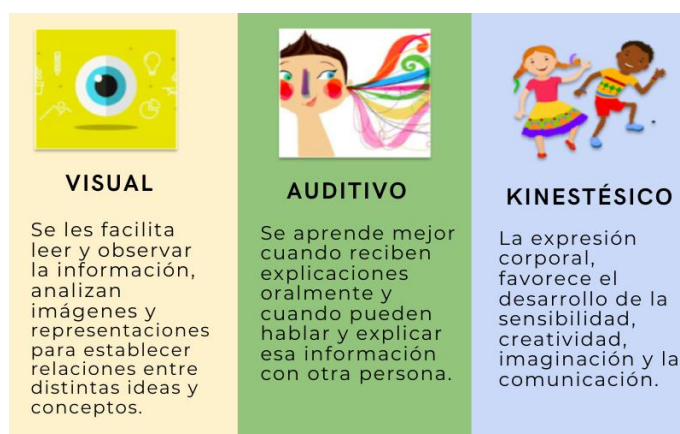 VISUAL
Se les facilita
leer y observar
la información,
analizan
imágenes y
representaciones
para establecer
relaciones entre
distintas ideas y
conceptos.
AUDITIVO
Se aprende mejor
cuando reciben
explicaciones
oralmente y
cuando pueden
hablar y explicar
esa información
con otra persona.
KINESTÉSICO
La expresión
corporal,
favorece el
desarrollo de la
sensibilidad,
creatividad,
imaginación y la
comunicación.